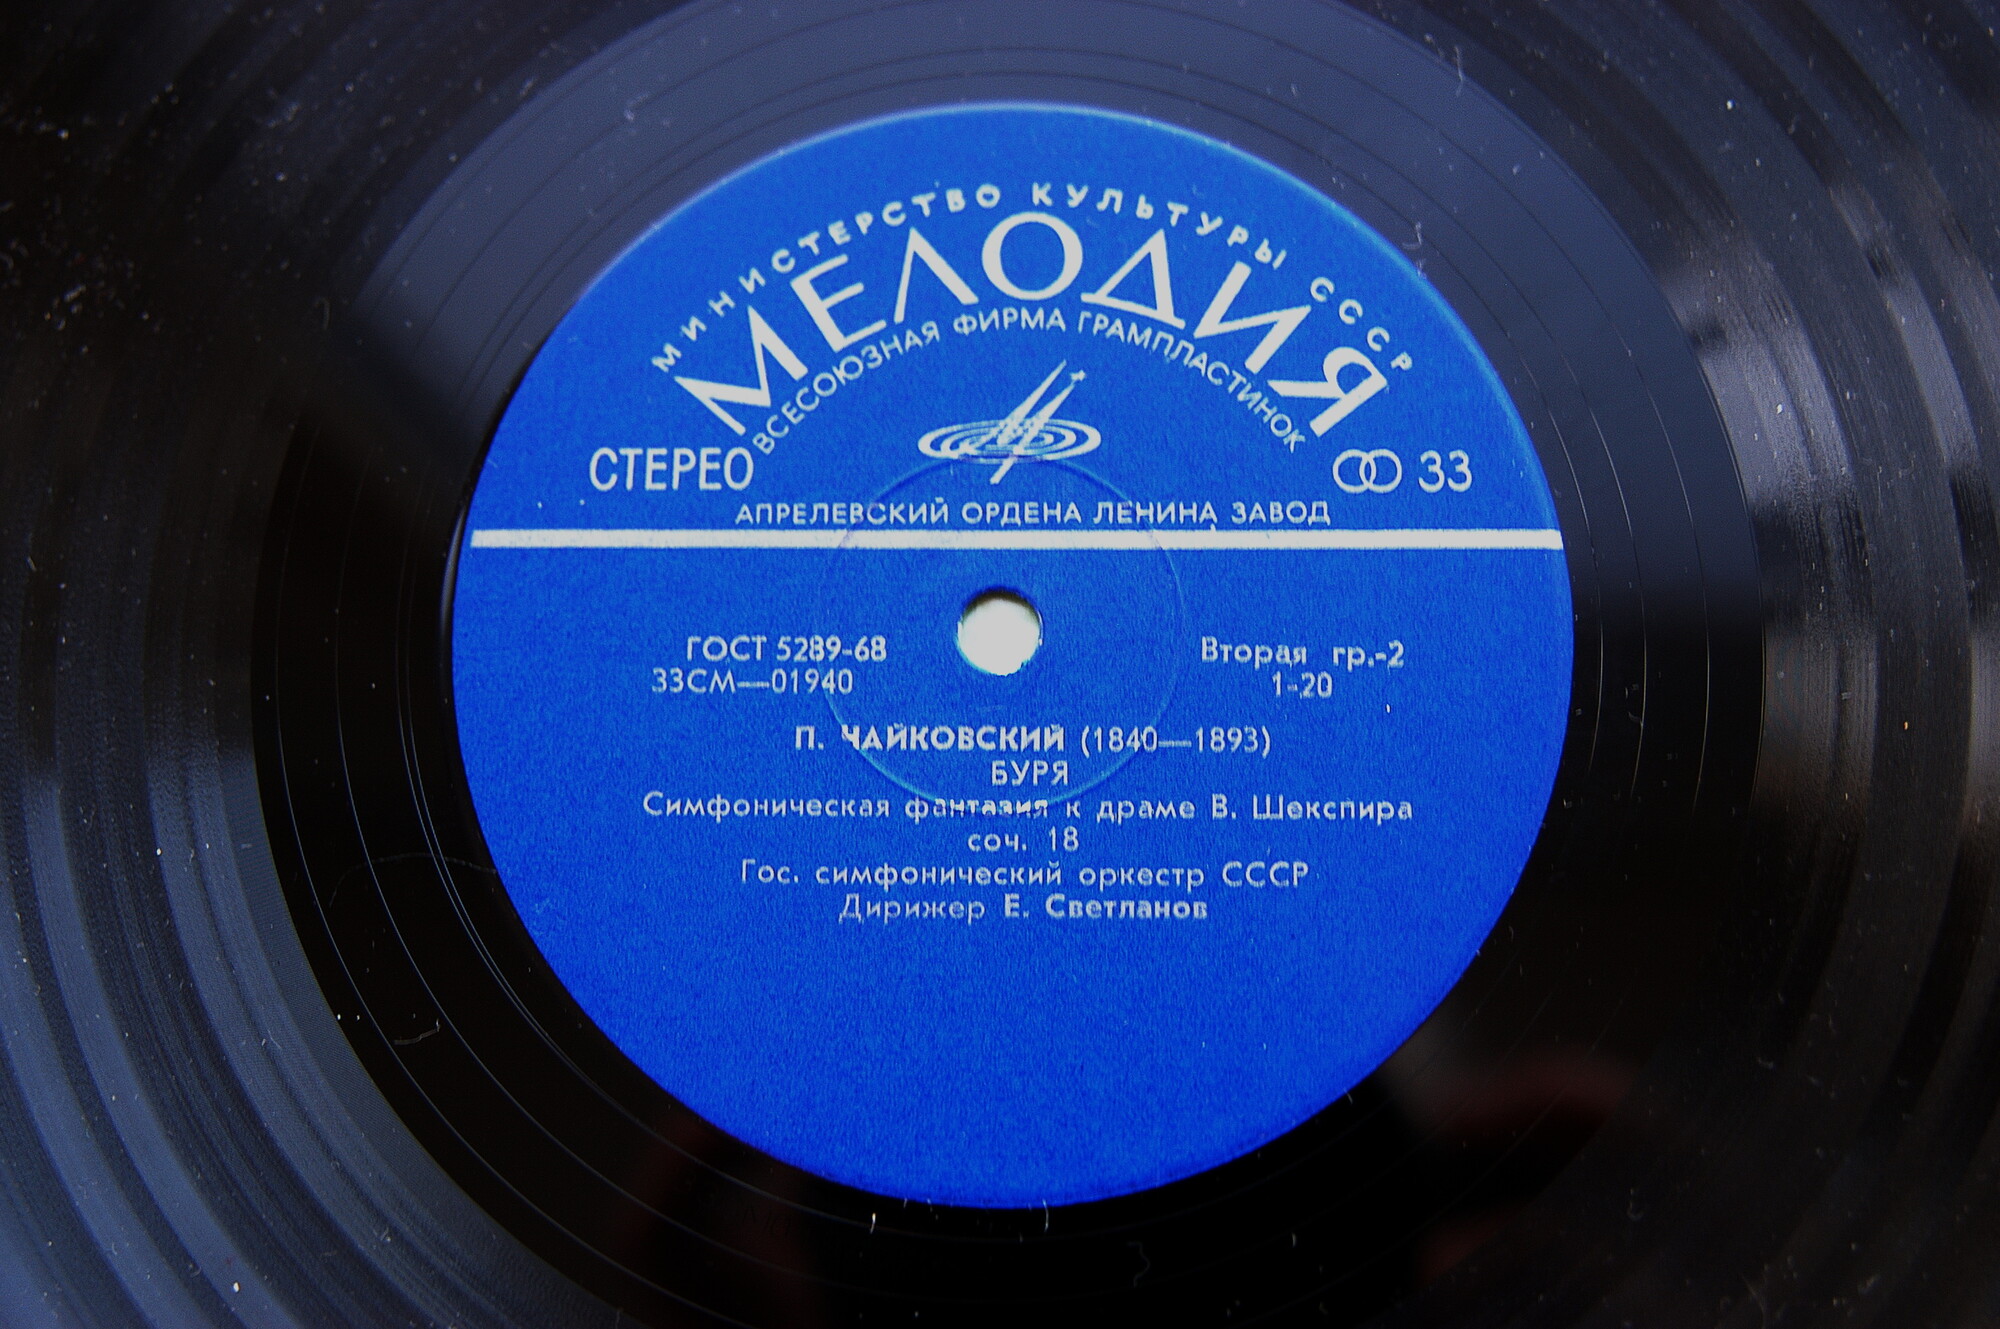 МИНИСТЕРСТВО КУЛЬТУРЫ СССР
МЕЛОДИЯ
ВСЕСОЮЗНАЯ ФИРМА ГРАМПЛАСТИНОК
СТЕРЕО 33
АПРЕЛЕВСКИЙ ОРДЕНА ЛЕНИНА ЗАВОД
ГОСТ 5289-68 Вторая гр.-2
33СМ—01940 1-20
П. ЧАЙКОВСКИЙ (1840—1893)
БУРЯ
Симфоническая фантазия к драме В. Шекспира
соч. 18
Гос. симфонический оркестр СССР
Дирижер Е. Светланов